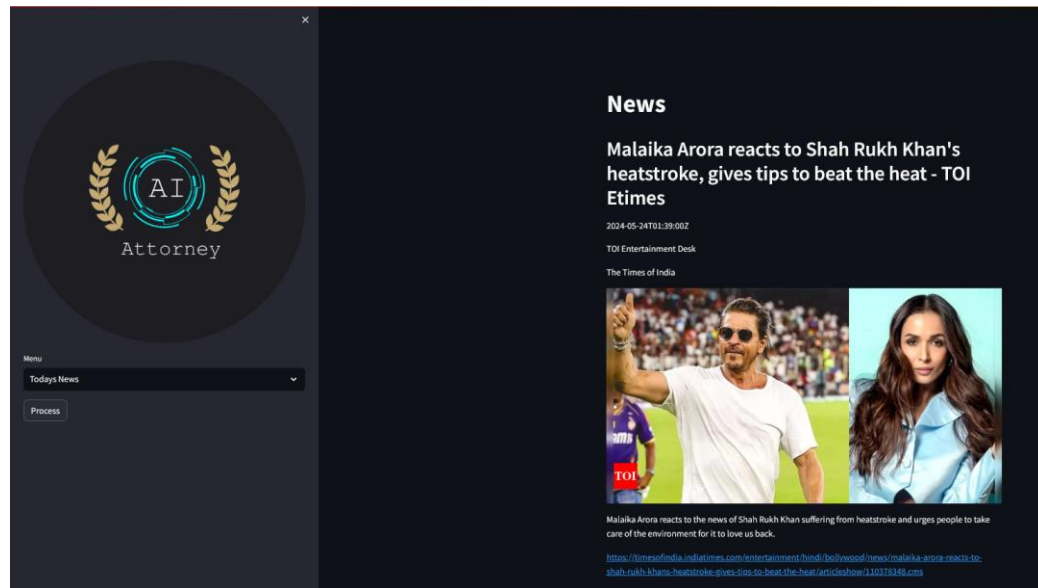 ×
AI
Attorney
Menu
Todays News
Process
News
Malaika Arora reacts to Shah Rukh Khan's
heatstroke, gives tips to beat the heat - TOI
Etimes
2024-05-24T01:39:00Z
TOI Entertainment Desk
The Times of India
TOI
Malaika Arora reacts to the news of Shah Rukh Khan suffering from heatstroke and urges people to take
care of the environment for it to love us back.
https://timesofindia.indiatimes.com/entertainment/hindi/bollywood/news/malaika-arora-reacts-to-
shah-rukh-khans-heatstroke-gives-tips-to-beat-the-heat/articleshow/110378348.cms